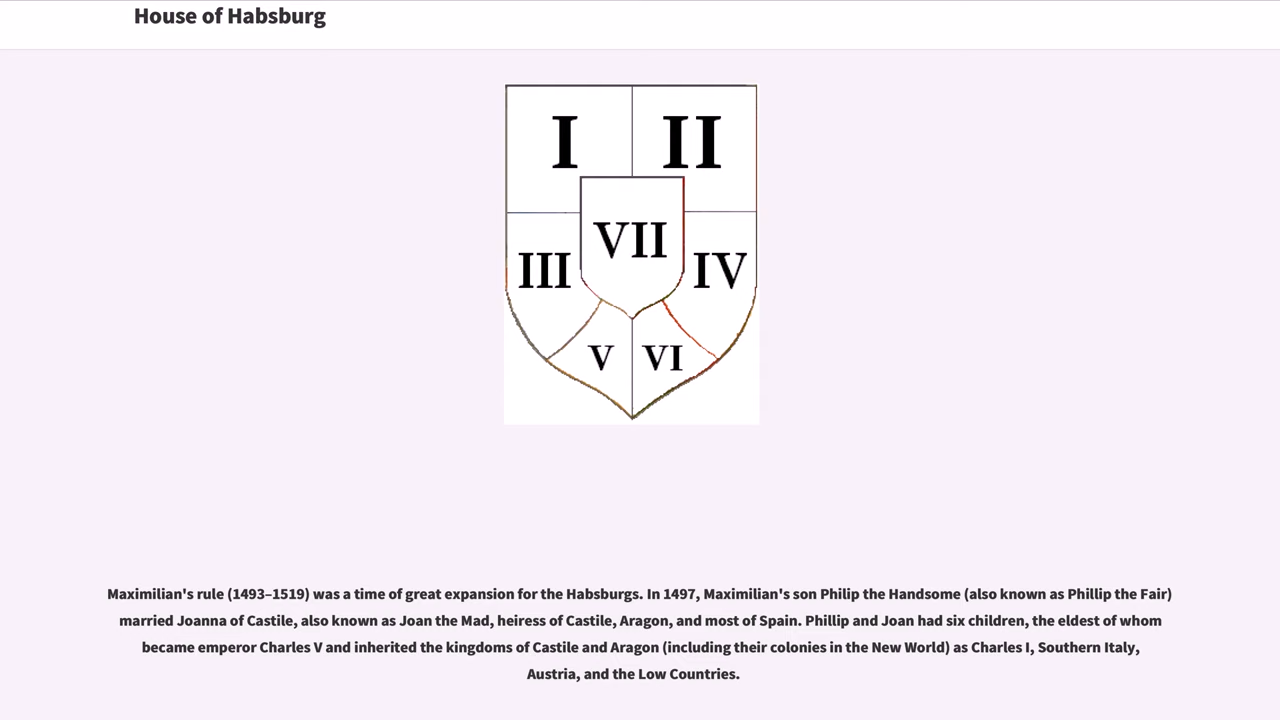 House of Habsburg
I II
VII
III IV
V VI
Maximilian's rule (1493–1519) was a time of great expansion for the Habsburgs. In 1497, Maximilian's son Philip the Handsome (also known as Phillip the Fair)
married Joanna of Castile, also known as Joan the Mad, heiress of Castile, Aragon, and most of Spain. Phillip and Joan had six children, the eldest of whom
became emperor Charles V and inherited the kingdoms of Castile and Aragon (including their colonies in the New World) as Charles I, Southern Italy,
Austria, and the Low Countries.